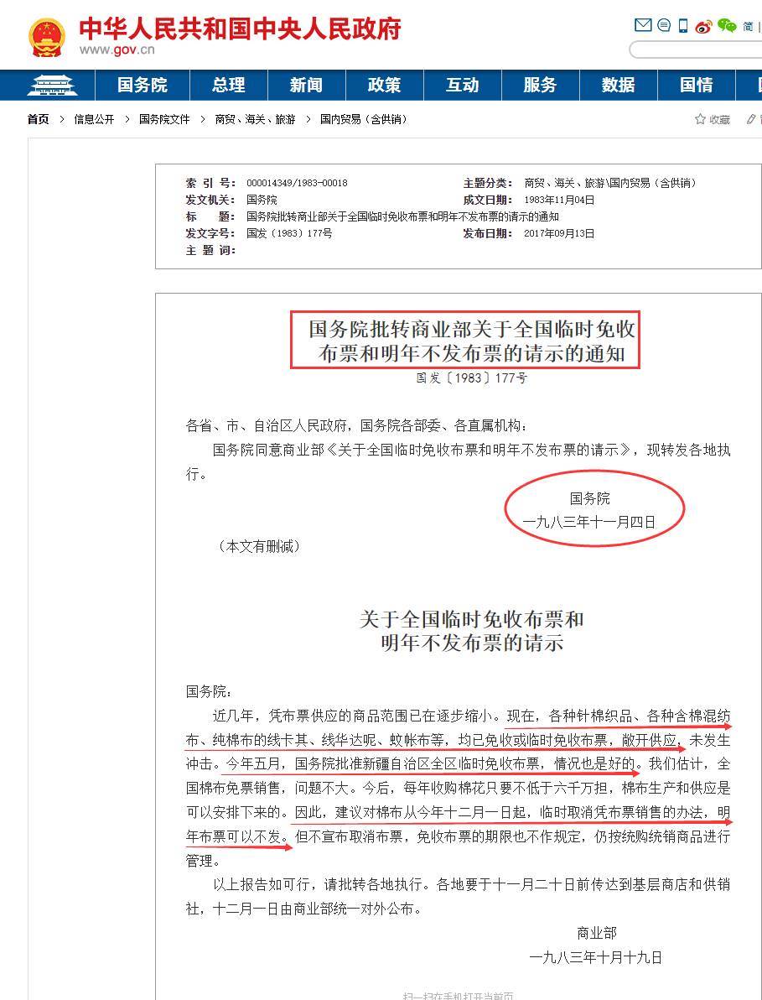 中华人民共和国中央人民政府
www.gov.cn
简 |
国务院 总理 新闻 政策 互动 服务 数据 国情
首页 > 信息公开 > 国务院文件 > 商贸、海关、旅游 > 国内贸易（含供销）
收藏
索 引 号： 000014349/1983-00018 主题分类： 商贸、海关、旅游\国内贸易（含供销）
发文机关： 国务院 成文日期： 1983年11月04日
标 题： 国务院批转商业部关于全国临时免收布票和明年不发布票的请示的通知
发文字号： 国发（1983）177号 发布日期： 2017年09月13日
主 题 词：
国务院批转商业部关于全国临时免收
布票和明年不发布票的请示的通知
国发〔1983〕177号
各省、市、自治区人民政府，国务院各部委、各直属机构：
国务院同意商业部《关于全国临时免收布票和明年不发布票的请示》，现转发各地执
行。
国务院
一九八三年十一月四日
（本文有删减）
关于全国临时免收布票和
明年不发布票的请示
国务院：
近几年，凭布票供应的商品范围已在逐步缩小。现在，各种针棉织品、各种含棉混纺
布、纯棉布的线卡其、线华达呢、蚊帐布等，均已免收或临时免收布票，敞开供应，未发生
冲击。今年五月，国务院批准新疆自治区全区临时免收布票，情况也是好的。我们估计，全
国棉布免票销售，问题不大。今后，每年收购棉花只要不低于六千万担，棉布生产和供应是
可以安排下来的。因此，建议对棉布从今年十二月一日起，临时取消凭布票销售的办法，明
年布票可以不发。但不宣布取消布票，免收布票的期限也不作规定，仍按统购统销商品进行
管理。
以上报告如可行，请批转各地执行。各地要于十一月二十日前传达到基层商店和供销
社，十二月一日由商业部统一对外公布。
商业部
一九八三年十月十九日
扫一扫在手机打开当前页